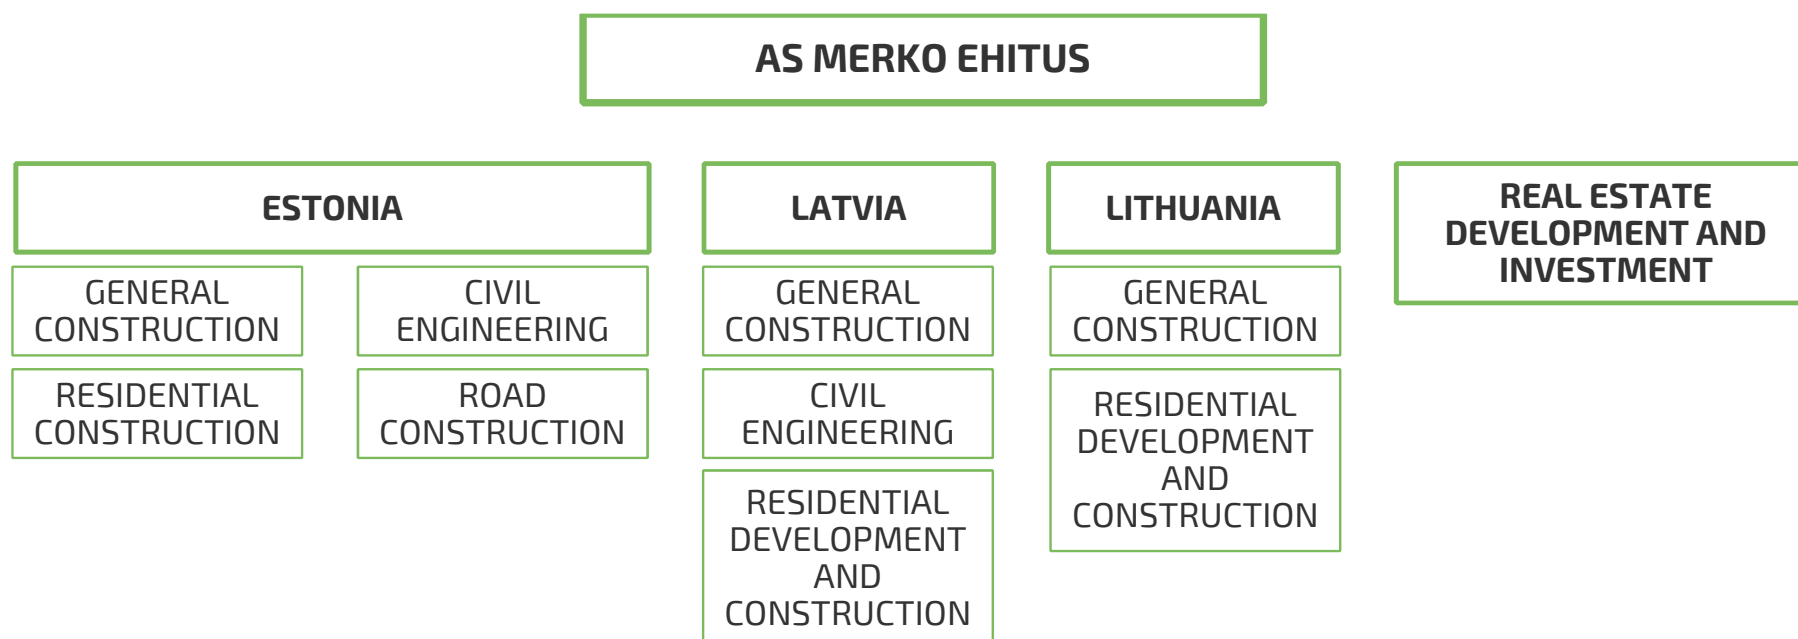 AS MERKO EHITUS
ESTONIA
GENERAL
CONSTRUCTION
RESIDENTIAL
CONSTRUCTION
CIVIL
ENGINEERING
ROAD
CONSTRUCTION
LATVIA
GENERAL
CONSTRUCTION
CIVIL
ENGINEERING
RESIDENTIAL
DEVELOPMENT
AND
CONSTRUCTION
LITHUANIA
GENERAL
CONSTRUCTION
RESIDENTIAL
DEVELOPMENT
AND
CONSTRUCTION
REAL ESTATE
DEVELOPMENT AND
INVESTMENT